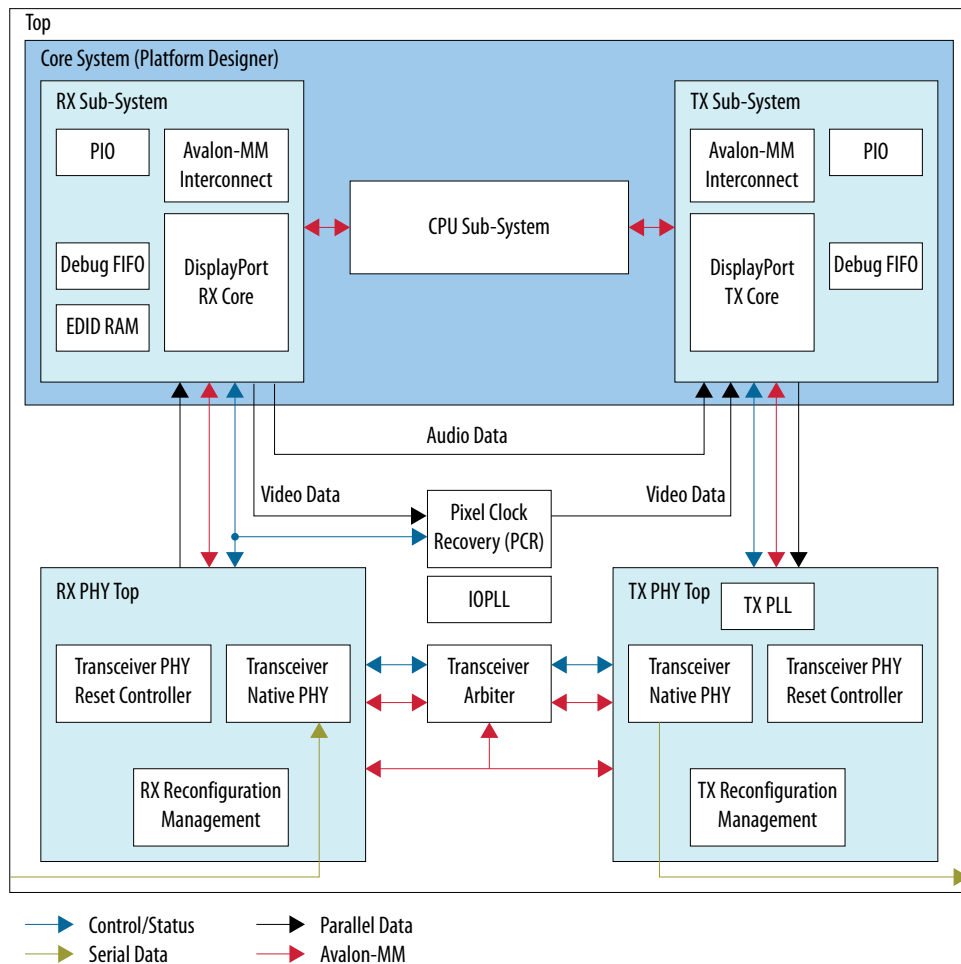 Top
Core System (Platform Designer)
RX Sub-System
PIO
Avalon-MM
Interconnect
Debug FIFO
DisplayPort
RX Core
EDID RAM
CPU Sub-System
TX Sub-System
Avalon-MM
Interconnect
PIO
DisplayPort
TX Core
Debug FIFO
Audio Data
Video Data
Pixel Clock
Recovery (PCR)
Video Data
IOPLL
RX PHY Top
Transceiver PHY
Reset Controller
Transceiver
Native PHY
RX Reconfiguration
Management
Transceiver
Arbiter
TX PHY Top
TX PLL
Transceiver
Native PHY
Transceiver PHY
Reset Controller
TX Reconfiguration
Management
Control/Status
Parallel Data
Serial Data
Avalon-MM